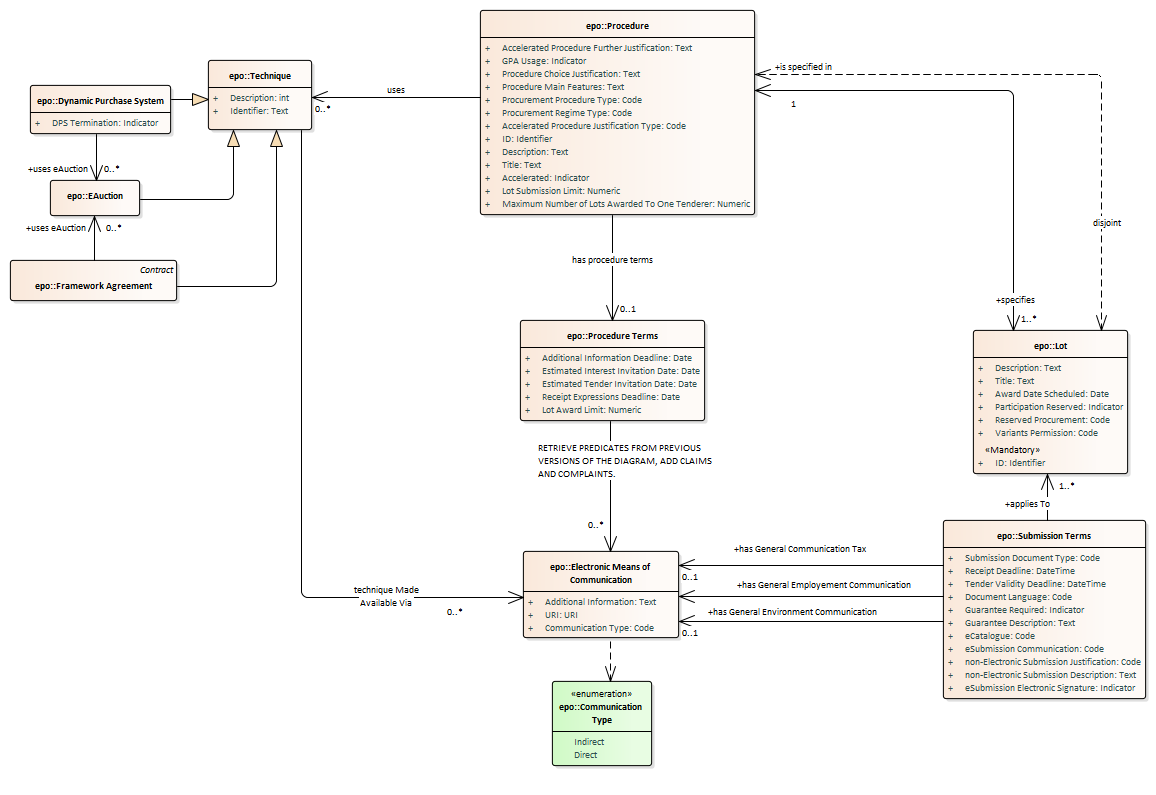 epo::Procedure
+ Accelerated Procedure Further Justification: Text
+ GPA Usage: Indicator
+ Procedure Choice Justification: Text
+ Procedure Main Features: Text
+ Procurement Procedure Type: Code
+ Procurement Regime Type: Code
+ Accelerated Procedure Justification Type: Code
+ ID: Identifier
+ Description: Text
+ Title: Text
+ Accelerated: Indicator
+ Lot Submission Limit: Numeric
+ Maximum Number of Lots Awarded To One Tenderer: Numeric
epo::Technique
+ Description: int
+ Identifier: Text
uses
0..*
epo::Dynamic Purchase System
+ DPS Termination: Indicator
+uses eAuction
0..*
epo::EAuction
+uses eAuction
0..*
Contract
epo::Framework Agreement
+is specified in
1
disjoint
+specifies
1..*
has procedure terms
0..1
epo::Procedure Terms
+ Additional Information Deadline: Date
+ Estimated Interest Invitation Date: Date
+ Estimated Tender Invitation Date: Date
+ Receipt Expressions Deadline: Date
+ Lot Award Limit: Numeric
epo::Lot
+ Description: Text
+ Title: Text
+ Award Date Scheduled: Date
+ Participation Reserved: Indicator
+ Reserved Procurement: Code
+ Variants Permission: Code
«Mandatory»
+ ID: Identifier
RETRIEVE PREDICATES FROM PREVIOUS
VERSIONS OF THE DIAGRAM, ADD CLAIMS
AND COMPLAINTS.
0..*
1..*
+applies To
epo::Submission Terms
+ Submission Document Type: Code
+ Receipt Deadline: DateTime
+ Tender Validity Deadline: DateTime
+ Document Language: Code
+ Guarantee Required: Indicator
+ Guarantee Description: Text
+ eCatalogue: Code
+ eSubmission Communication: Code
+ non-Electronic Submission Justification: Code
+ non-Electronic Submission Description: Text
+ eSubmission Electronic Signature: Indicator
+has General Communication Tax
0..1
+has General Employement Communication
+has General Environment Communication
0..1
epo::Electronic Means of
Communication
+ Additional Information: Text
+ URI: URI
+ Communication Type: Code
technique Made
Available Via
0..*
«enumeration»
epo::Communication
Type
Indirect
Direct